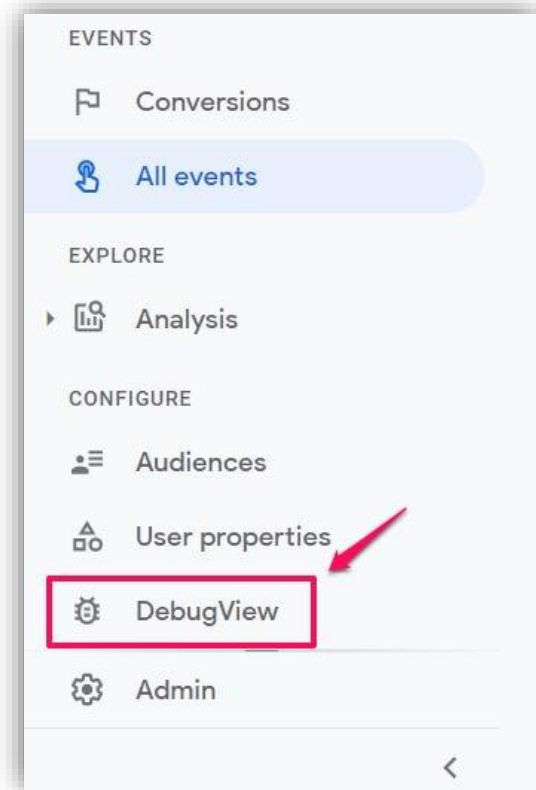 EVENTS
Conversions
All events
EXPLORE
Analysis
CONFIGURE
Audiences
User properties
DebugView
Admin